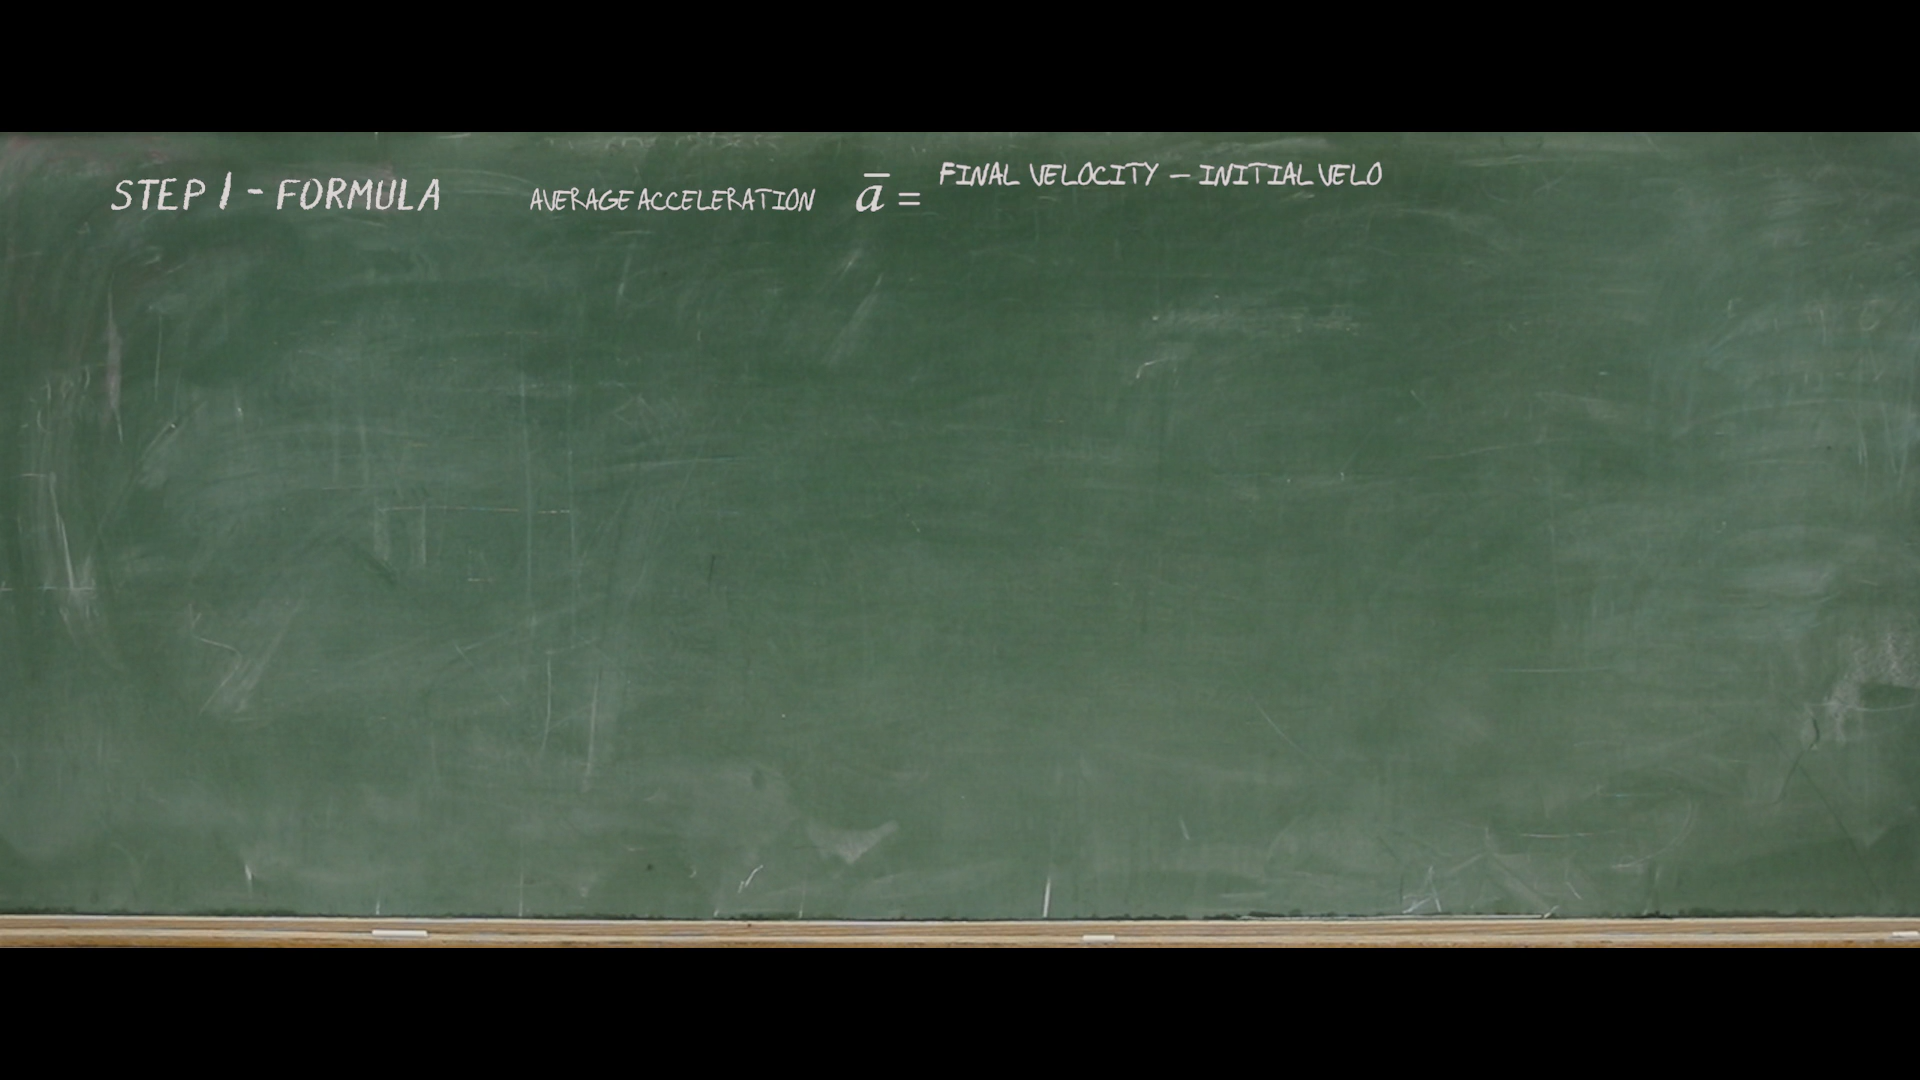 STEP 1 - FORMULA
AVERAGE ACCELERATION a̅ = FINAL VELOCITY – INITIAL VELO